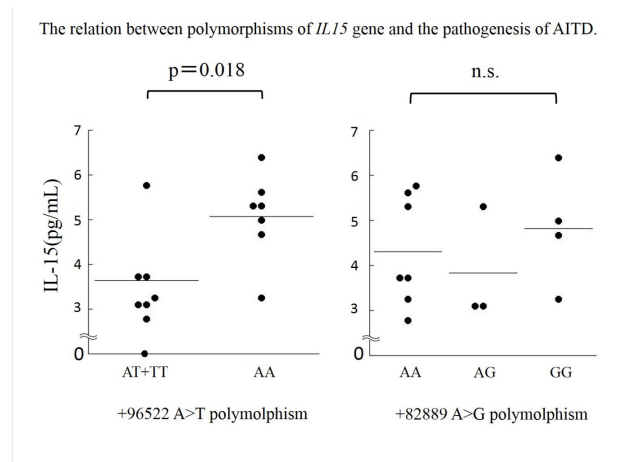 The relation between polymorphisms of IL15 gene and the pathogenesis of AITD.
p=0.018
n.s.
IL-15(pg/mL)
7
6
5
4
3
0
AT+TT
AA
+96522 A>T polymolphism
7
6
5
4
3
0
AA
AG
GG
+82889 A>G polymolphism